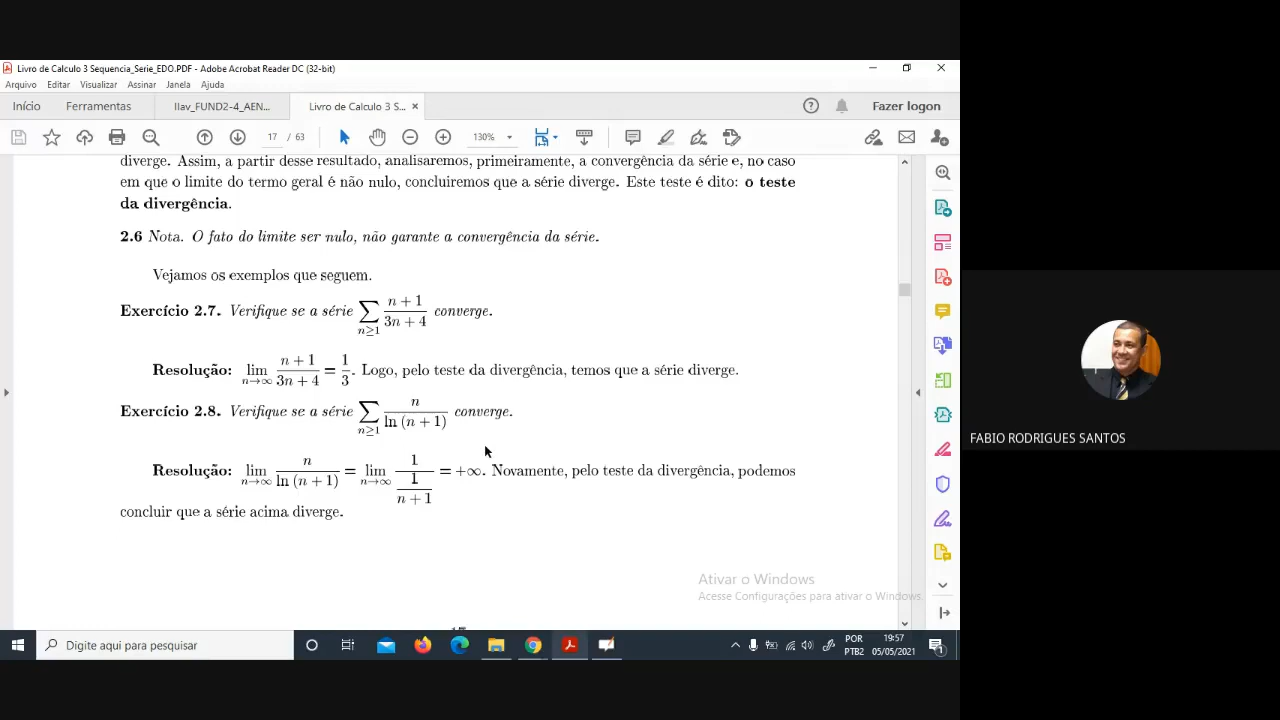 Livro de Calculo 3 Sequencia_Serie_EDO.PDF - Adobe Acrobat Reader DC (32-bit)
Arquivo Editar Visualizar Assinar Janela Ajuda
Início Ferramentas IIav_FUND2-4_AEN... Livro de Calculo 3 S... × Fazer logon
17 / 63 130%
diverge. Assim, a partir desse resultado, analisaremos, primeiramente, a convergência da série e, no caso
em que o limite do termo geral é não nulo, concluiremos que a série diverge. Este teste é dito: o teste
da divergência.
2.6 Nota. O fato do limite ser nulo, não garante a convergência da série.
Vejamos os exemplos que seguem.
Exercício 2.7. Verifique se a série ∑_{n≥1} (n+1)/(3n+4) converge.
Resolução: lim_{n→∞} (n+1)/(3n+4) = 1/3. Logo, pelo teste da divergência, temos que a série diverge.
Exercício 2.8. Verifique se a série ∑_{n≥1} n/(ln (n+1)) converge.
Resolução: lim_{n→∞} n/(ln (n+1)) = lim_{n→∞} 1/(1/(n+1)) = +∞. Novamente, pelo teste da divergência, podemos
concluir que a série acima diverge.
Ativar o Windows
Acesse Configurações para ativar o Windows.
Digite aqui para pesquisar
POR
PTB2
19:57
05/05/2021
1
FABIO RODRIGUES SANTOS